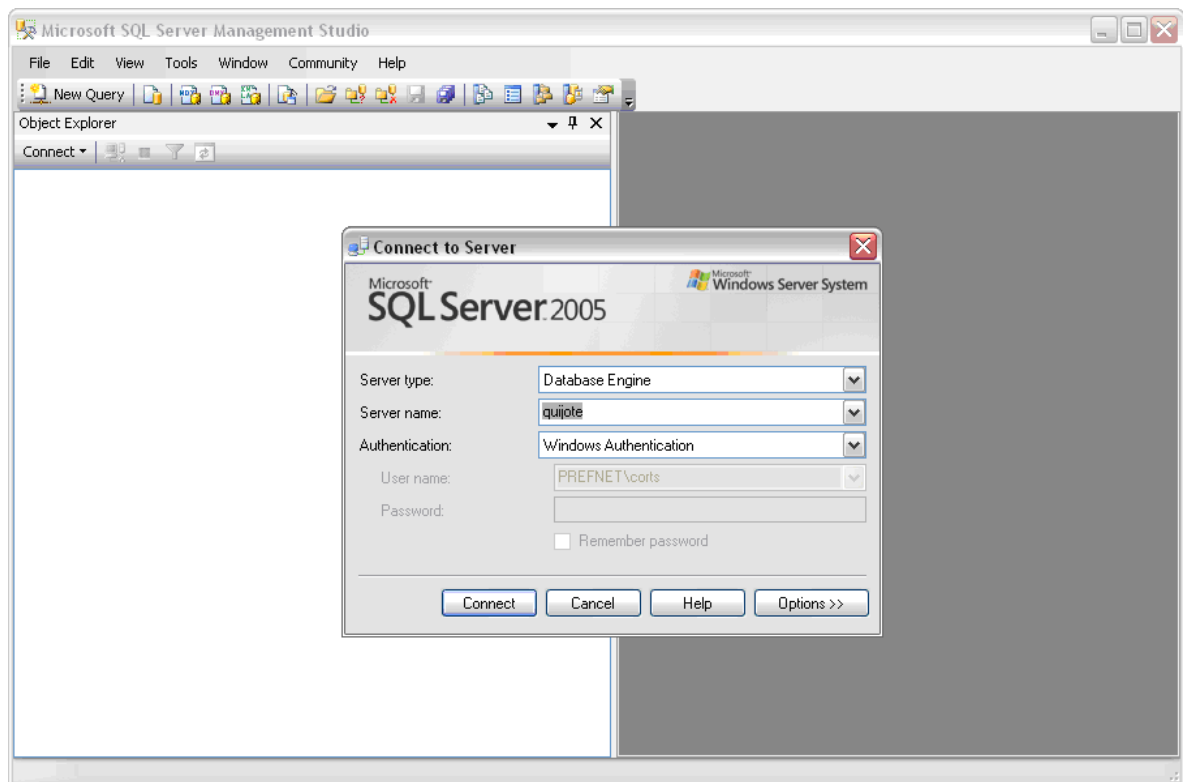 Microsoft SQL Server Management Studio
File Edit View Tools Window Community Help
New Query
Object Explorer
Connect
Connect to Server
Microsoft
SQL Server 2005
Microsoft
Windows Server System
Server type: Database Engine
Server name: quijote
Authentication: Windows Authentication
User name: PREFNET\corts
Password:
Remember password
Connect Cancel Help Options >>